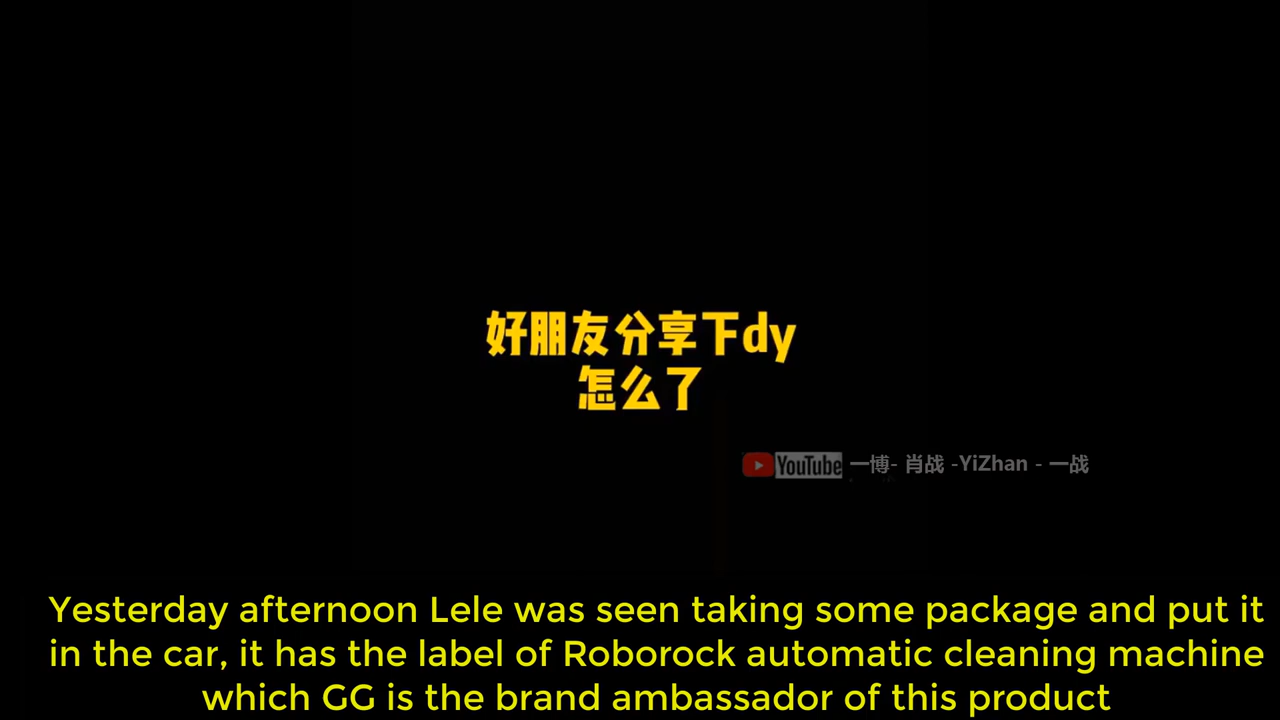 好朋友分享下dy
怎么了
YouTube 一博- 肖战 -YiZhan - 一战
Yesterday afternoon Lele was seen taking some package and put it
in the car, it has the label of Roborock automatic cleaning machine
which GG is the brand ambassador of this product